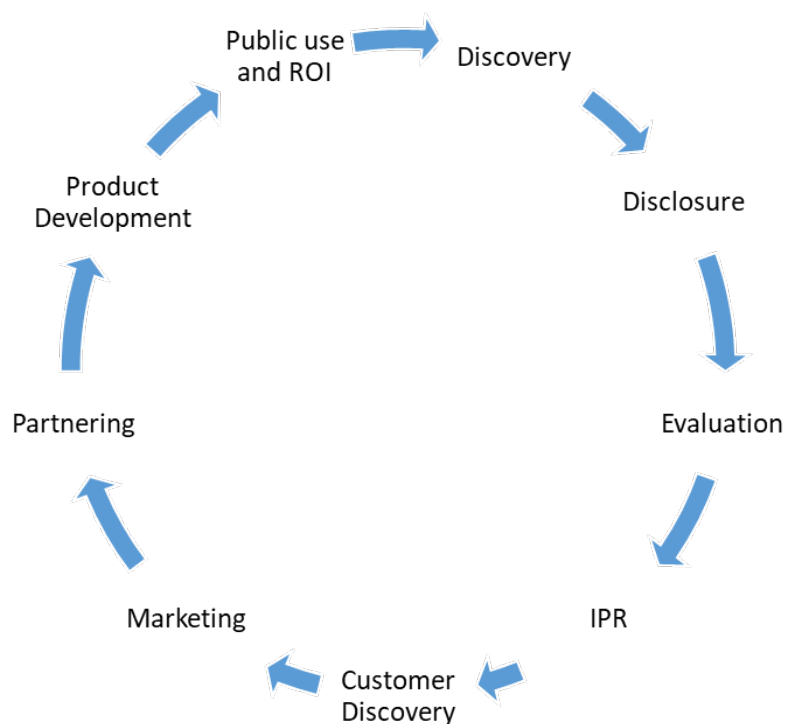 Public use
and ROI
Discovery
Disclosure
Evaluation
IPR
Customer
Discovery
Marketing
Partnering
Product
Development